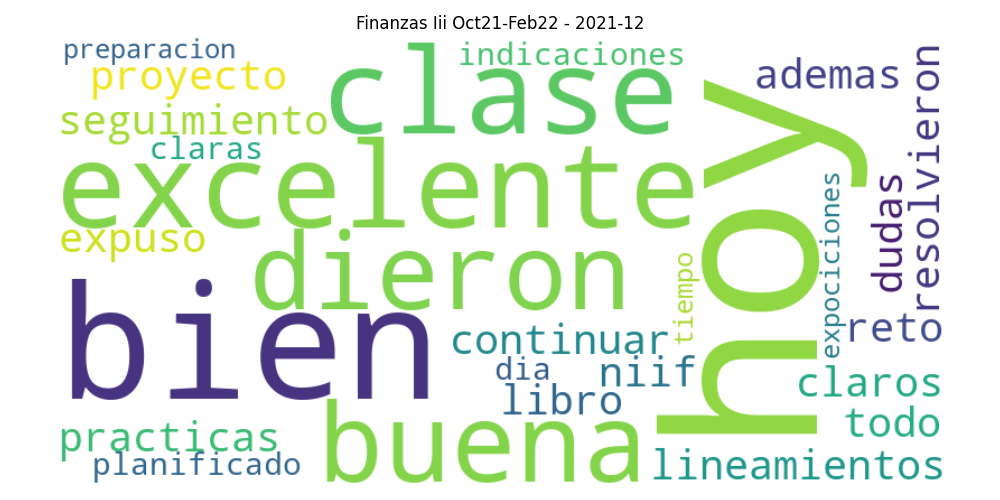 Finanzas Iii Oct21-Feb22 - 2021-12
preparacion
indicaciones
proyecto
clase
ademas
seguimiento
claras
excelente
hoy
resolvieron
dudas
expociciones
expuso
dieron
tiempo
bien
continuar
reto
dia
niif
claros
libro
todo
practicas
buena
planificado
lineamientos